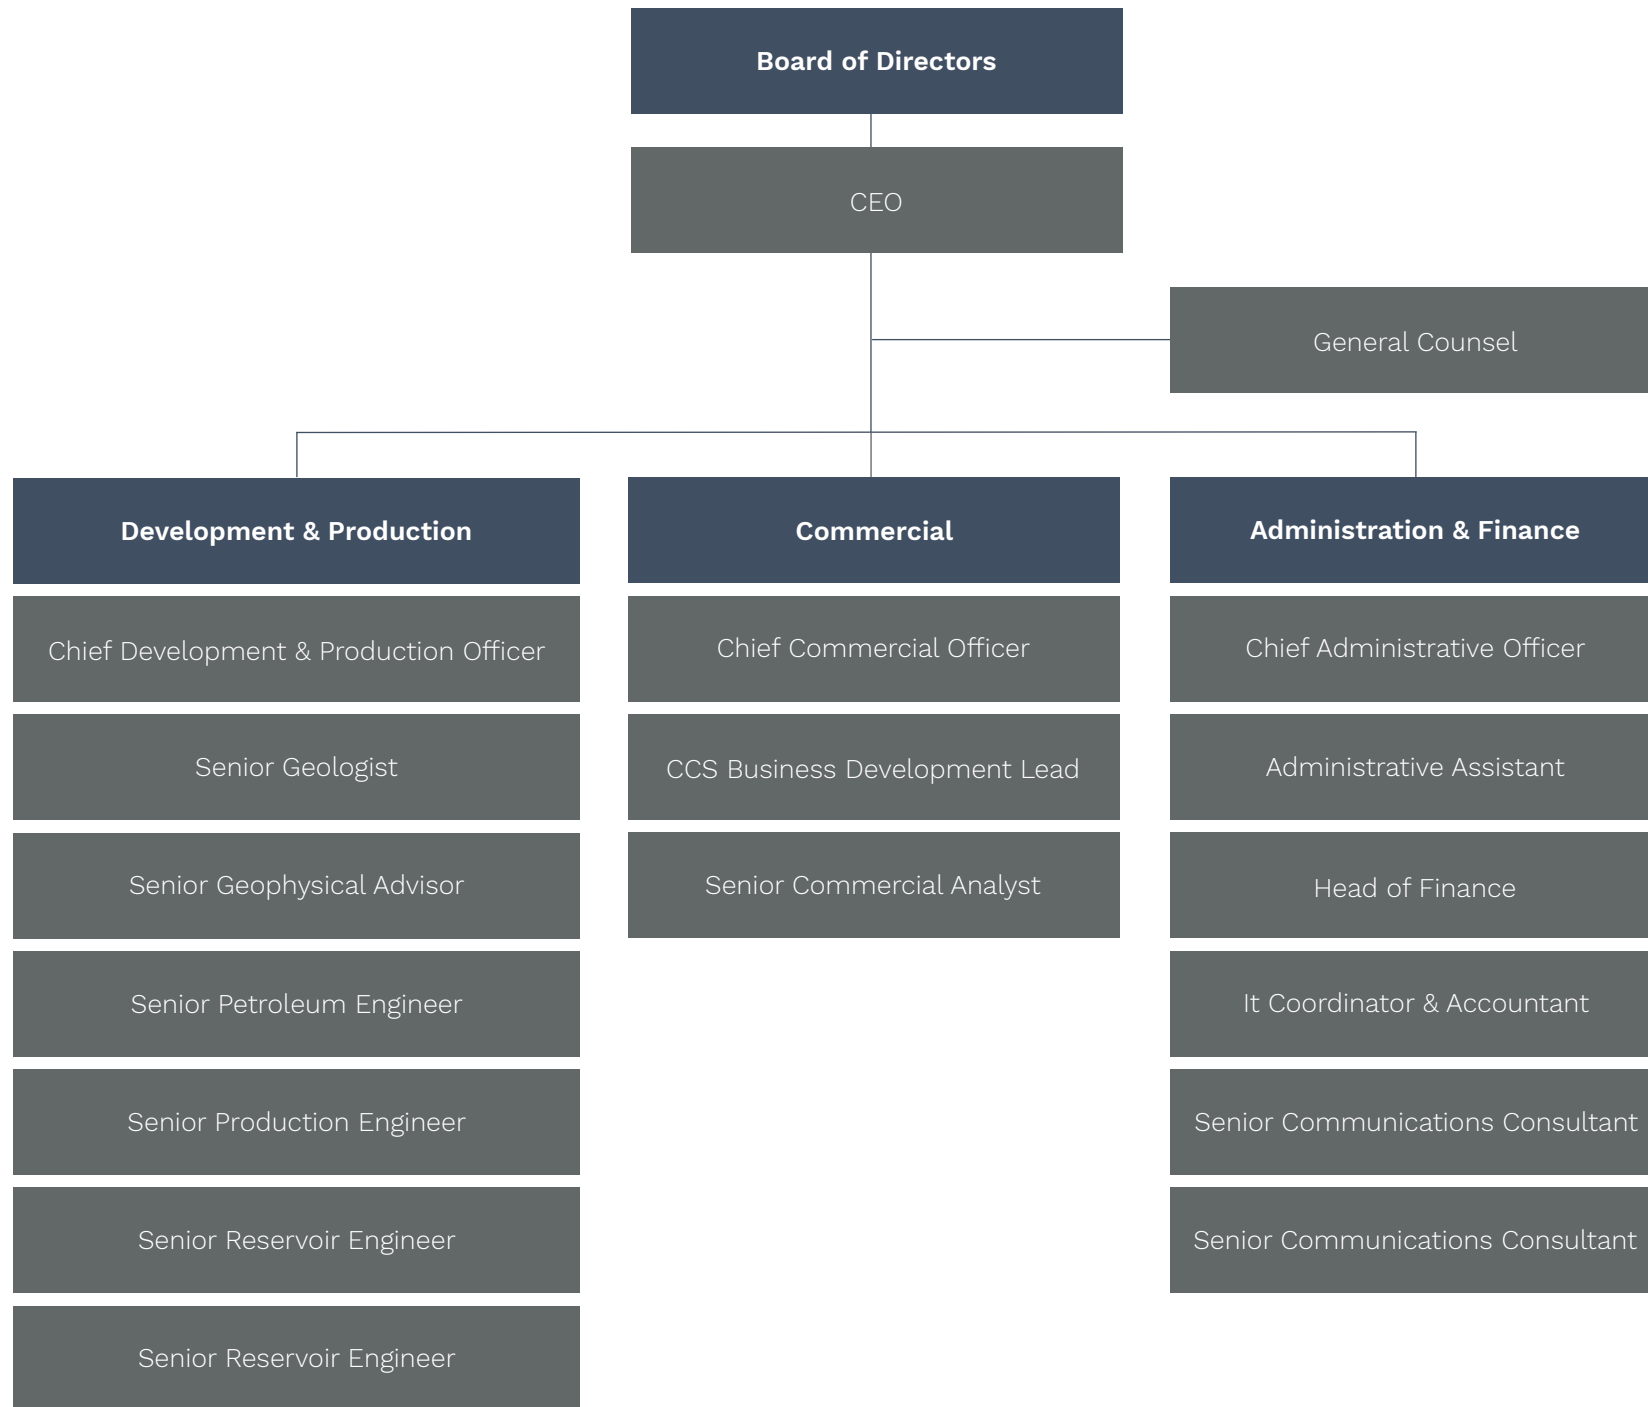 Board of Directors
CEO
General Counsel
Development & Production
Chief Development & Production Officer
Senior Geologist
Senior Geophysical Advisor
Senior Petroleum Engineer
Senior Production Engineer
Senior Reservoir Engineer
Senior Reservoir Engineer
Commercial
Chief Commercial Officer
CCS Business Development Lead
Senior Commercial Analyst
Administration & Finance
Chief Administrative Officer
Administrative Assistant
Head of Finance
It Coordinator & Accountant
Senior Communications Consultant
Senior Communications Consultant